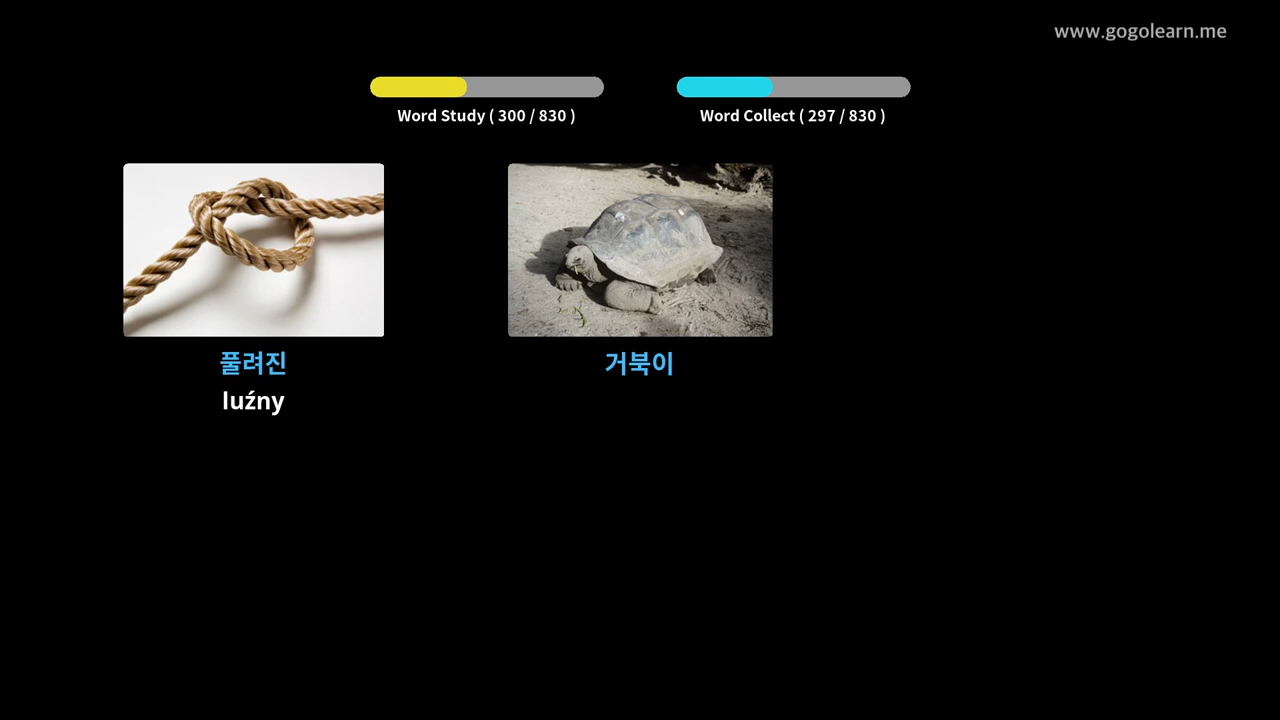 www.gogolearn.me
Word Study ( 300 / 830 )
Word Collect ( 297 / 830 )
풀려진
luźny
거북이